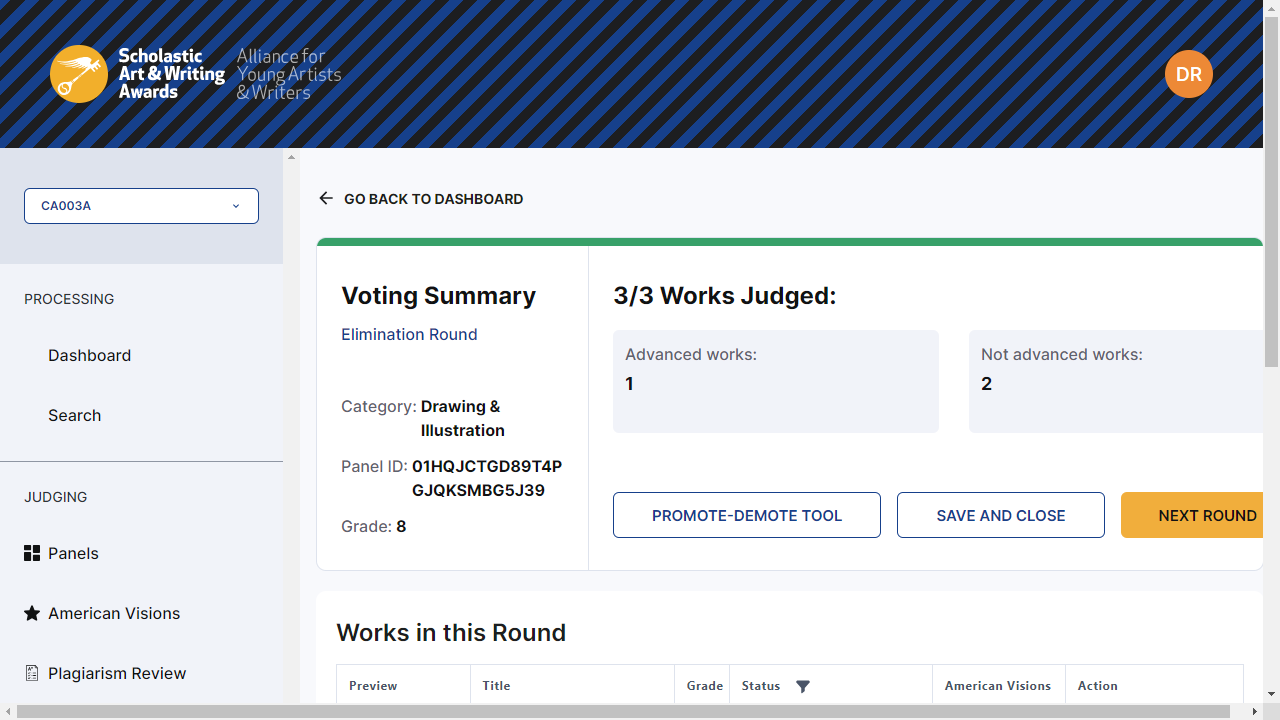 Scholastic
Art & Writing
Awards
Alliance for
Young Artists
& Writers
DR
CA003A
PROCESSING
Dashboard
Search
JUDGING
Panels
American Visions
Plagiarism Review
GO BACK TO DASHBOARD
Voting Summary
Elimination Round
Category: Drawing &
Illustration
Panel ID: 01HQJCTGD89T4P
GJQKSMBG5J39
Grade: 8
3/3 Works Judged:
Advanced works:
1
Not advanced works:
2
PROMOTE-DEMOTE TOOL
SAVE AND CLOSE
NEXT ROUND
Works in this Round
Preview
Title
Grade
Status
American Visions
Action